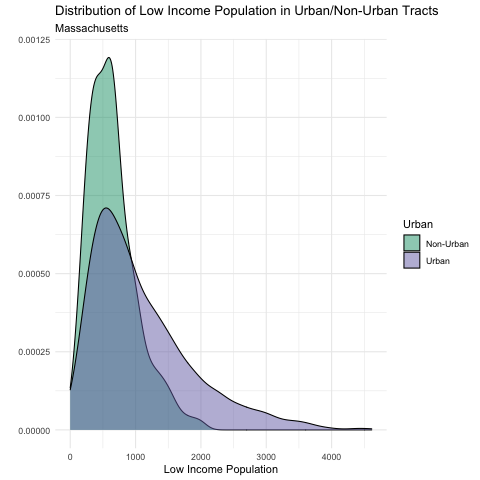 Distribution of Low Income Population in Urban/Non-Urban Tracts
Massachusetts
0.00125
0.00100
0.00075
0.00050
0.00025
0.00000
0 1000 2000 3000 4000
Low Income Population
Urban
Non-Urban
Urban